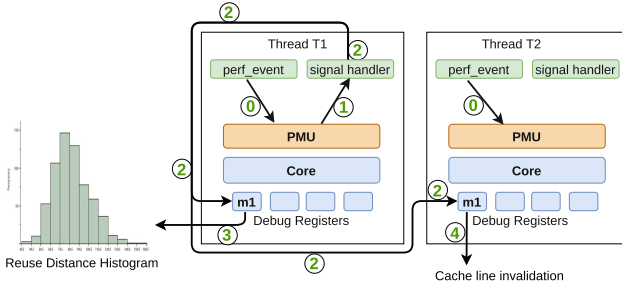 2
Thread T1
Thread T2
2
perf_event
signal handler
perf_event
signal handler
0
1
0
PMU
PMU
2
Core
Core
2
m1
m1
Debug Registers
Debug Registers
3
4
2
Reuse Distance Histogram
Cache line invalidation